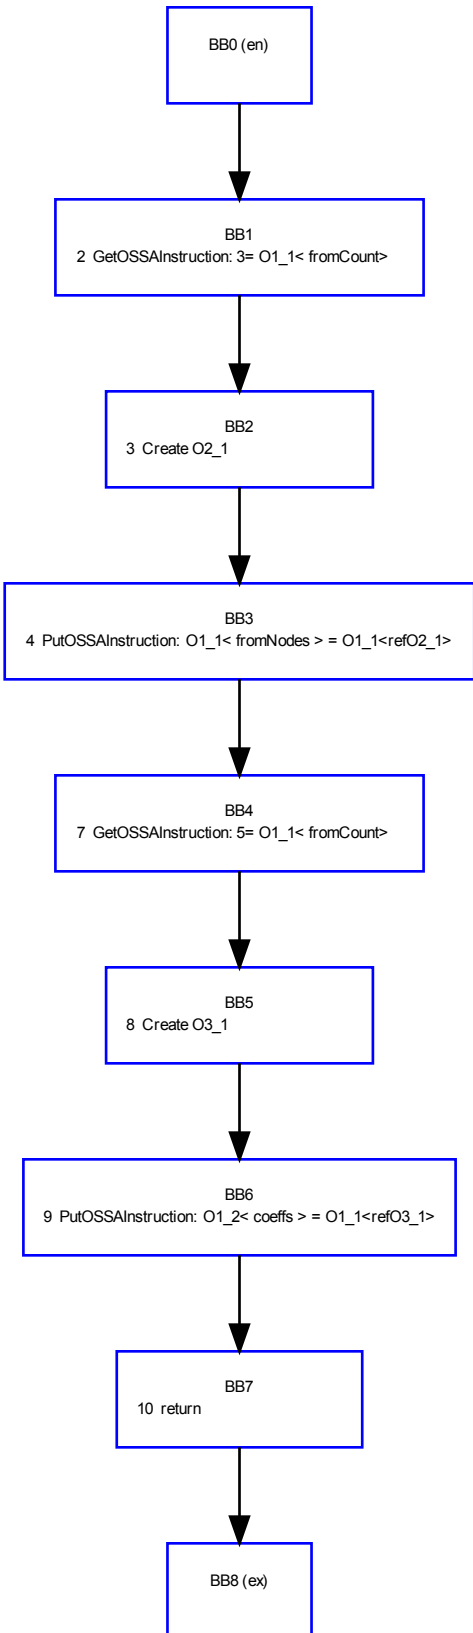 BB0 (en)
BB1
2 GetOSSAInstruction: 3= O1_1< fromCount>
BB2
3 Create O2_1
BB3
4 PutOSSAInstruction: O1_1< fromNodes > = O1_1<refO2_1>
BB4
7 GetOSSAInstruction: 5= O1_1< fromCount>
BB5
8 Create O3_1
BB6
9 PutOSSAInstruction: O1_2< coeffs > = O1_1<refO3_1>
BB7
10 return
BB8 (ex)